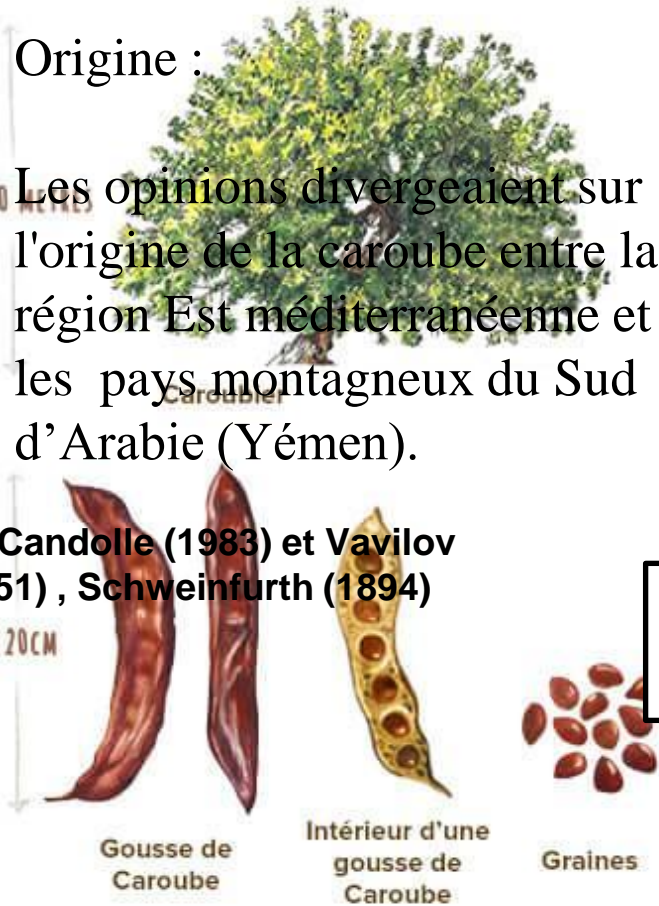 Origine :
Les opinions divergeaient sur
l'origine de la caroube entre la
région Est méditerranéenne et
les pays montagneux du Sud
d’Arabie (Yémen).
0 METRES
Caroubier
Candolle (1983) et Vavilov
51) , Schweinfurth (1894)
20CM
Gousse de
Caroube
Intérieur d’une
gousse de
Caroube
Graines